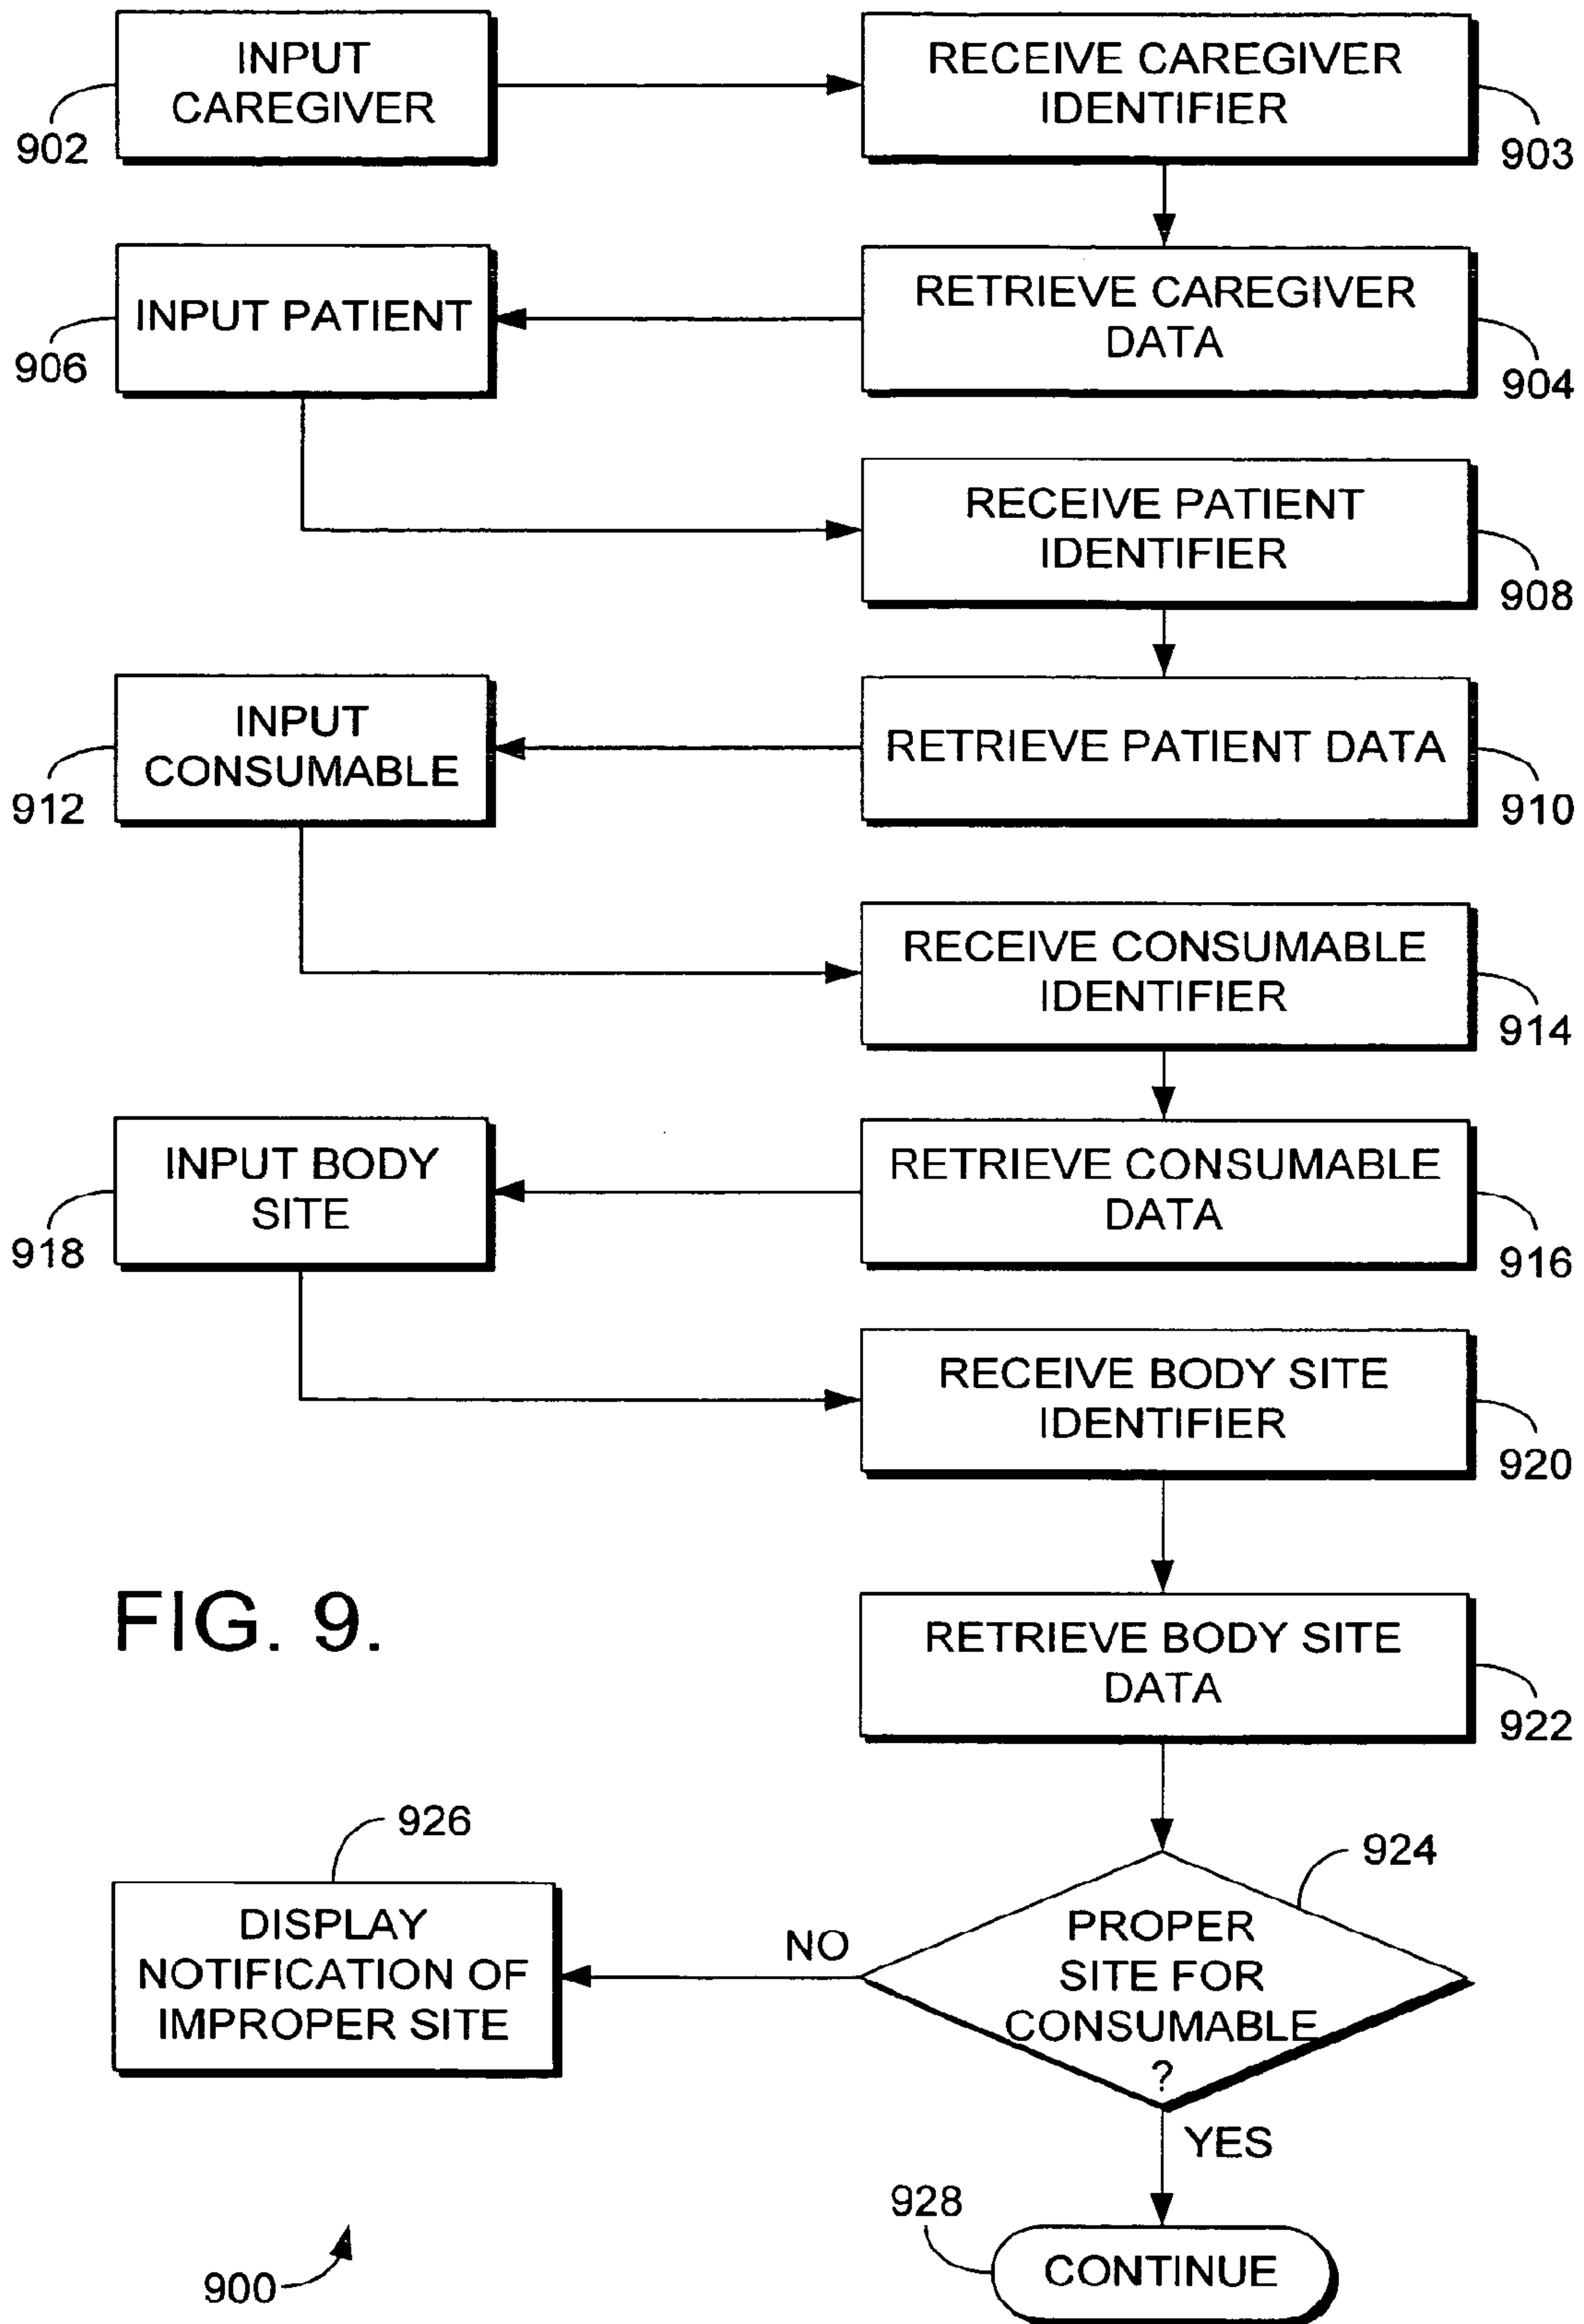 INPUT
CAREGIVER
902
RECEIVE CAREGIVER
IDENTIFIER
903
INPUT PATIENT
906
RETRIEVE CAREGIVER
DATA
904
RECEIVE PATIENT
IDENTIFIER
908
INPUT
CONSUMABLE
912
RETRIEVE PATIENT DATA
910
RECEIVE CONSUMABLE
IDENTIFIER
914
INPUT BODY
SITE
918
RETRIEVE CONSUMABLE
DATA
916
RECEIVE BODY SITE
IDENTIFIER
920
FIG. 9.
RETRIEVE BODY SITE
DATA
922
926
DISPLAY
NOTIFICATION OF
IMPROPER SITE
NO
924
PROPER
SITE FOR
CONSUMABLE
?
YES
928
CONTINUE
900